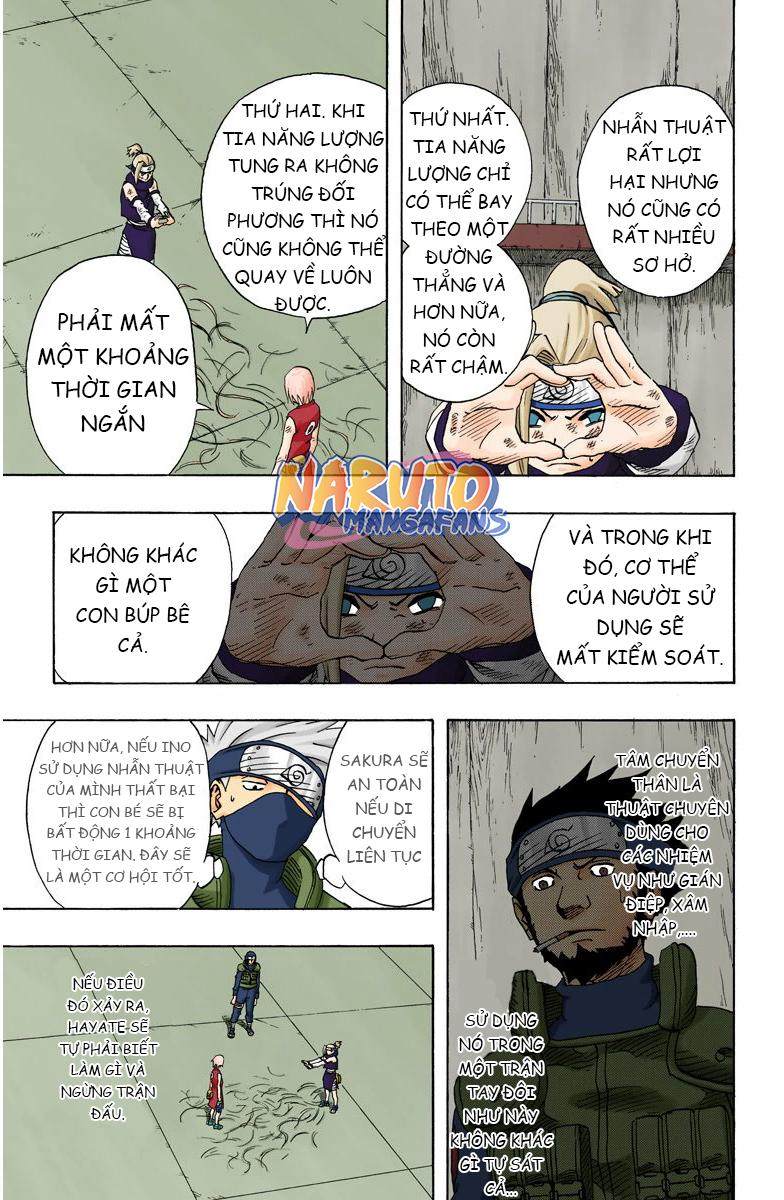 NHẪN THUẬT
RẤT LỢI
HẠI NHƯNG
NÓ CŨNG CÓ
RẤT NHIỀU
SƠ HỞ.
THỨ NHẤT.
TIA NĂNG
LƯỢNG CHỈ
CÓ THỂ BAY
THEO MỘT
ĐƯỜNG
THẲNG VÀ
HƠN NỮA,
NÓ CÒN
RẤT CHẬM.
THỨ HAI. KHI
TIA NĂNG LƯỢNG
TUNG RA KHÔNG
TRÚNG ĐỐI
PHƯƠNG THÌ NÓ
CŨNG KHÔNG THỂ
QUAY VỀ LUÔN
ĐƯỢC.
PHẢI MẤT
MỘT KHOẢNG
THỜI GIAN
NGẮN
NARUTO
MANGAFANS
VÀ TRONG KHI
ĐÓ, CƠ THỂ
CỦA NGƯỜI SỬ
DỤNG SẼ
MẤT KIỂM SOÁT.
KHÔNG KHÁC
GÌ MỘT
CON BÚP BÊ
CẢ.
TÂM CHUYỂN
THÂN LÀ
THUẬT CHUYÊN
DÙNG CHO
CÁC NHIỆM
VỤ NHƯ GIÁN
ĐIỆP, XÂM
NHẬP,....
SỬ DỤNG
NÓ TRONG
MỘT TRẬN
TAY ĐÔI
NHƯ NÀY
KHÔNG KHÁC
GÌ TỰ SÁT
CẢ...
SAKURA SẼ
AN TOÀN
NẾU DI
CHUYỂN
LIÊN TỤC
HƠN NỮA, NẾU INO
SỬ DỤNG NHẪN THUẬT
CỦA MÌNH THẤT BẠI
THÌ CON BÉ SẼ BỊ
BẤT ĐỘNG 1 KHOẢNG
THỜI GIAN. ĐÂY SẼ
LÀ MỘT CƠ HỘI TỐT.
NẾU ĐIỀU
ĐÓ XẢY RA,
HAYATE SẼ
TỰ PHẢI BIẾT
LÀM GÌ VÀ
NGỪNG TRẬN
ĐẤU.